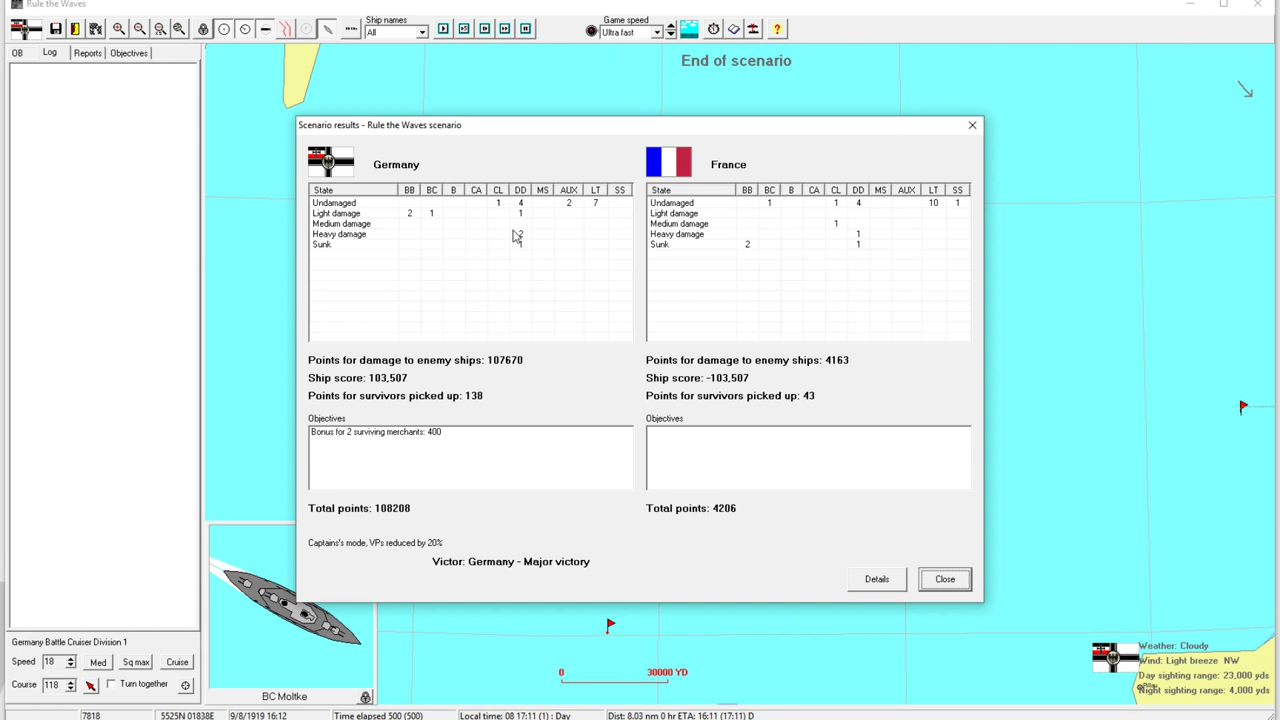 Rule the Waves
Ship names
All
Game speed
Ultra fast
OB Log Reports Objectives
End of scenario
Scenario results - Rule the Waves scenario
Germany
State BB BC B CA CL DD MS AUX LT SS
Undamaged 1 4 2 7
Light damage 2 1 1
Medium damage
Heavy damage 2
Sunk 1
Points for damage to enemy ships: 107670
Ship score: 103,507
Points for survivors picked up: 138
Objectives
Bonus for 2 surviving merchants: 400
Total points: 108208
France
State BB BC B CA CL DD MS AUX LT SS
Undamaged 1 1 4 10 1
Light damage
Medium damage 1
Heavy damage 1
Sunk 2 1
Points for damage to enemy ships: 4163
Ship score: -103,507
Points for survivors picked up: 43
Objectives
Total points: 4206
Captains's mode, VPs reduced by 20%
Victor: Germany - Major victory
Details Close
Germany Battle Cruiser Division 1
Speed 18 Med Sq max Cruise
Course 118 Turn together
BC Moltke
0 30000 YD
Weather: Cloudy
Wind: Light breeze NW
Day sighting range: 23,000 yds
Night sighting range: 4,000 yds
7818 5525N 01838E 9/8/1919 16:12 Time elapsed 500 (500) Local time: 08 17:11 (1) : Day Dist: 8.03 nm 0 hr ETA: 16:11 (17:11) D